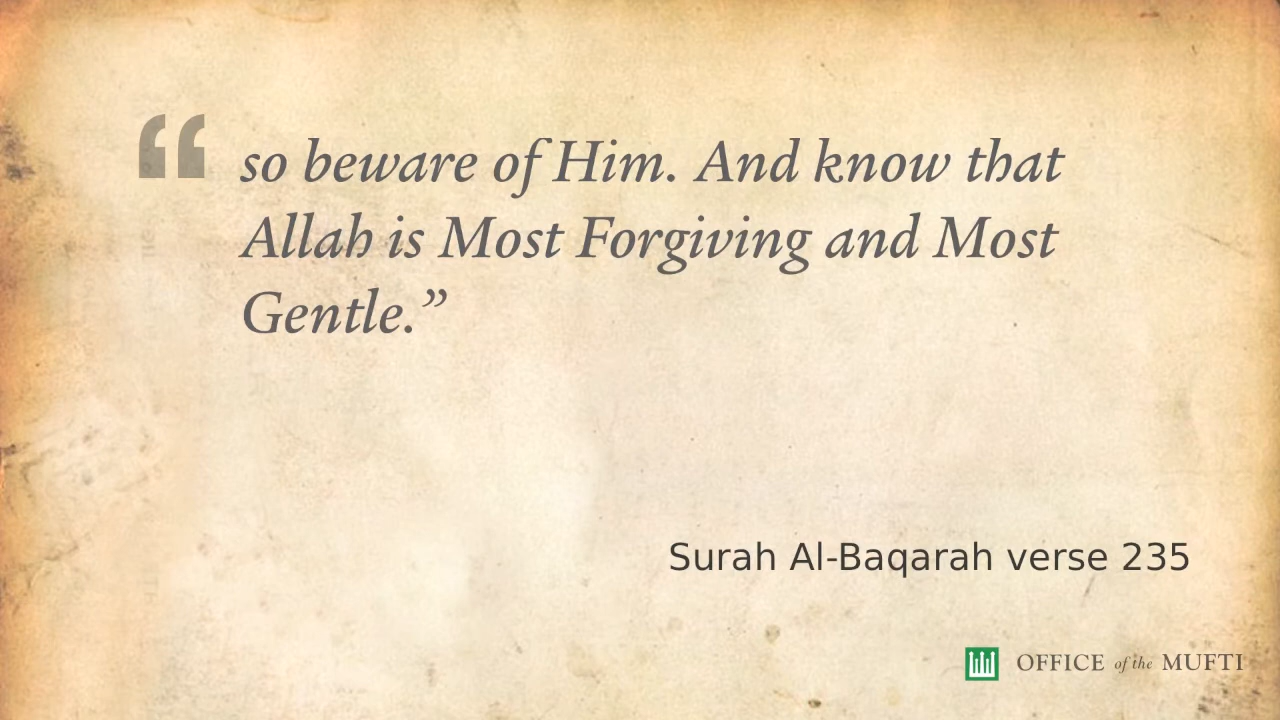 “ so beware of Him. And know that
Allah is Most Forgiving and Most
Gentle.”
Surah Al-Baqarah verse 235
OFFICE of the MUFTI